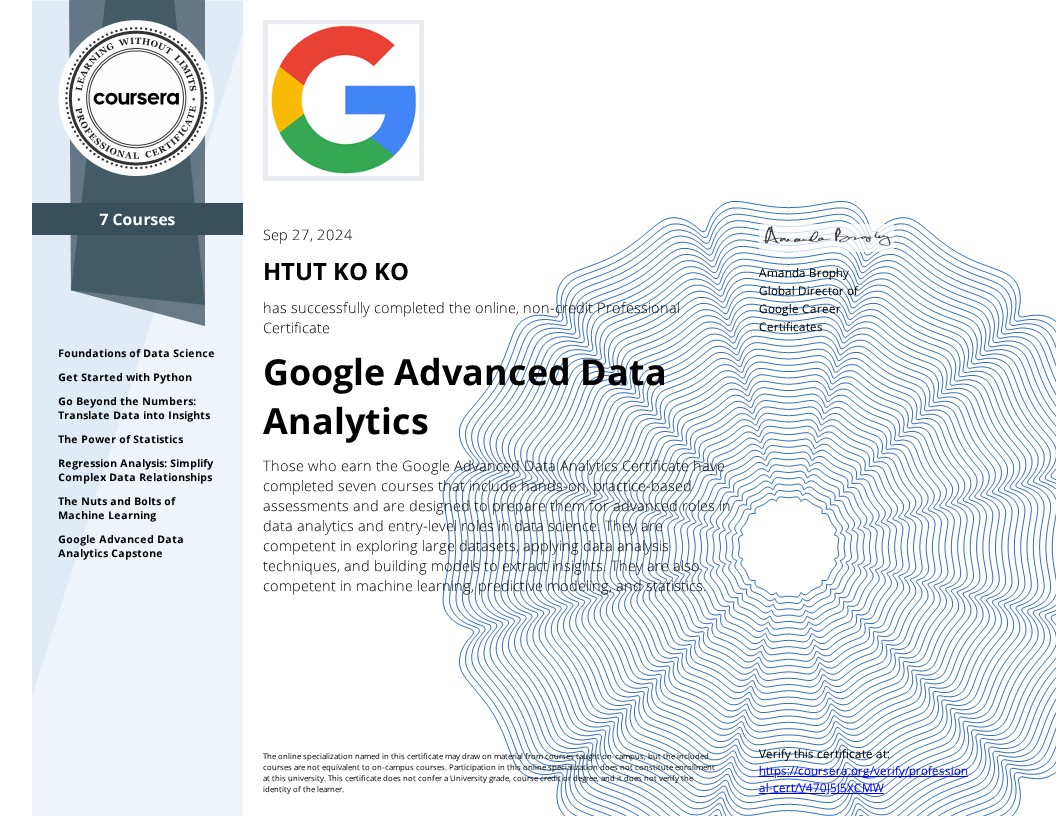 LEARNING WITHOUT LIMITS
coursera
PROFESSIONAL CERTIFICATE
7 Courses
Foundations of Data Science
Get Started with Python
Go Beyond the Numbers:
Translate Data into Insights
The Power of Statistics
Regression Analysis: Simplify
Complex Data Relationships
The Nuts and Bolts of
Machine Learning
Google Advanced Data
Analytics Capstone
Sep 27, 2024
HTUT KO KO
has successfully completed the online, non-credit Professional
Certificate
Google Advanced Data
Analytics
Those who earn the Google Advanced Data Analytics Certificate have
completed seven courses that include hands-on, practice-based
assessments and are designed to prepare them for advanced roles in
data analytics and entry-level roles in data science. They are
competent in exploring large datasets, applying data analysis
techniques, and building models to extract insights. They are also
competent in machine learning, predictive modeling, and statistics.
Amanda Brophy
Amanda Brophy
Global Director of
Google Career
Certificates
The online specialization named in this certificate may draw on material from courses taught on-campus, but the included
courses are not equivalent to on-campus courses. Participation in this online specialization does not constitute enrollment
at this university. This certificate does not confer a University grade, course credit or degree, and it does not verify the
identity of the learner.
Verify this certificate at:
https://coursera.org/verify/profession
al-cert/V470J5J5XCMW